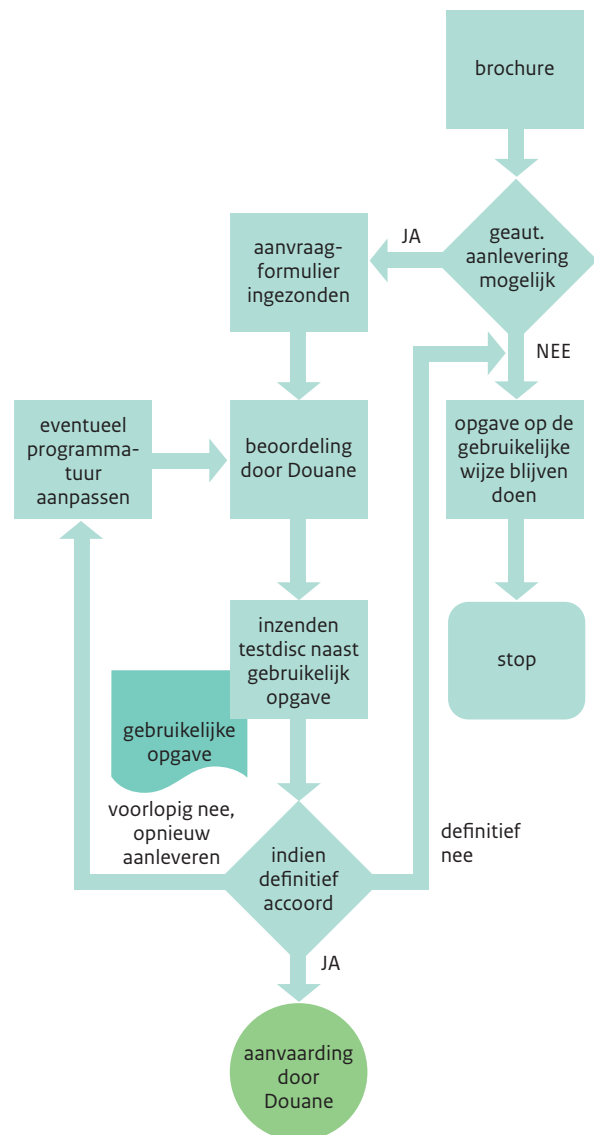 brochure
geaut.
aanlevering
mogelijk
JA
aanvraag-
formulier
ingezonden
NEE
eventueel
programma-
tuur
aanpassen
beoordeling
door Douane
opgave op de
gebruikelijke
wijze blijven
doen
inzenden
testdisc naast
gebruikelijk
opgave
stop
gebruikelijke
opgave
voorlopig nee,
opnieuw
aanleveren
indien
definitief
accoord
definitief
nee
JA
aanvaarding
door
Douane